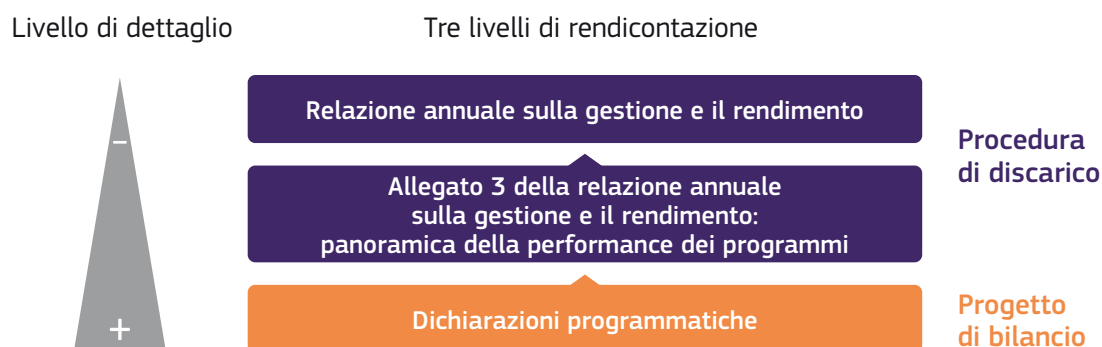 Livello di dettaglio
Tre livelli di rendicontazione
–
Relazione annuale sulla gestione e il rendimento
Allegato 3 della relazione annuale
sulla gestione e il rendimento:
panoramica della performance dei programmi
Procedura
di discarico
+
Dichiarazioni programmatiche
Progetto
di bilancio